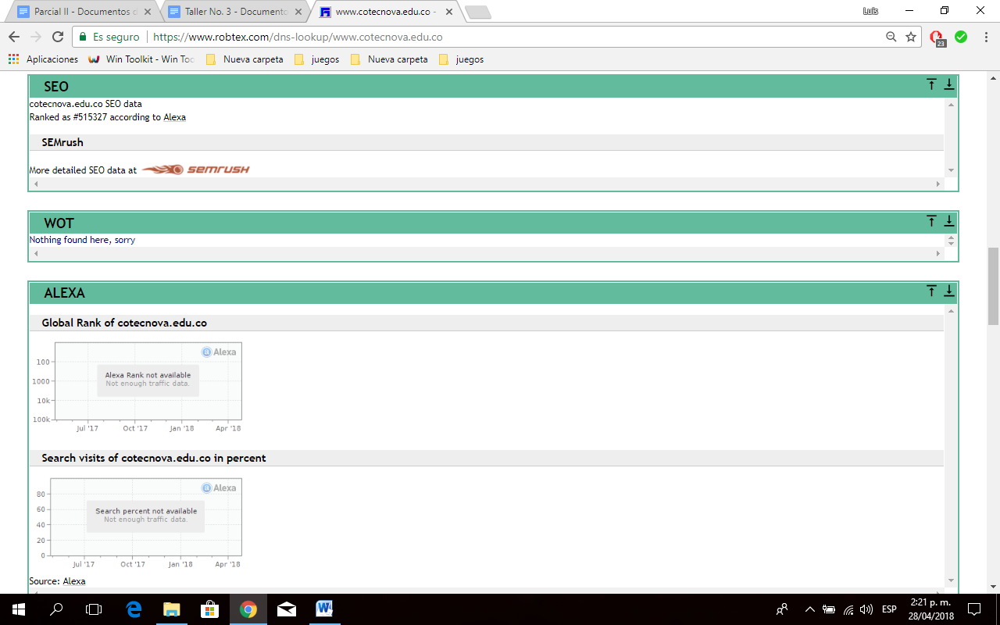 Parcial II - Documentos d
Taller No. 3 - Documento
www.cotecnova.edu.co -
Luis
Es seguro
https://www.robtex.com/dns-lookup/www.cotecnova.edu.co
23
Aplicaciones
Win Toolkit - Win Too
Nueva carpeta
juegos
Nueva carpeta
juegos
SEO
cotecnova.edu.co SEO data
Ranked as #515327 according to Alexa
SEMrush
More detailed SEO data at SEMRUSH
WOT
Nothing found here, sorry
ALEXA
Global Rank of cotecnova.edu.co
a Alexa
100
1000
10k
100k
Alexa Rank not available
Not enough traffic data.
Jul '17 Oct '17 Jan '18 Apr '18
Search visits of cotecnova.edu.co in percent
a Alexa
80
60
40
20
0
Search percent not available
Not enough traffic data.
Jul '17 Oct '17 Jan '18 Apr '18
Source: Alexa
ESP
2:21 p. m.
28/04/2018